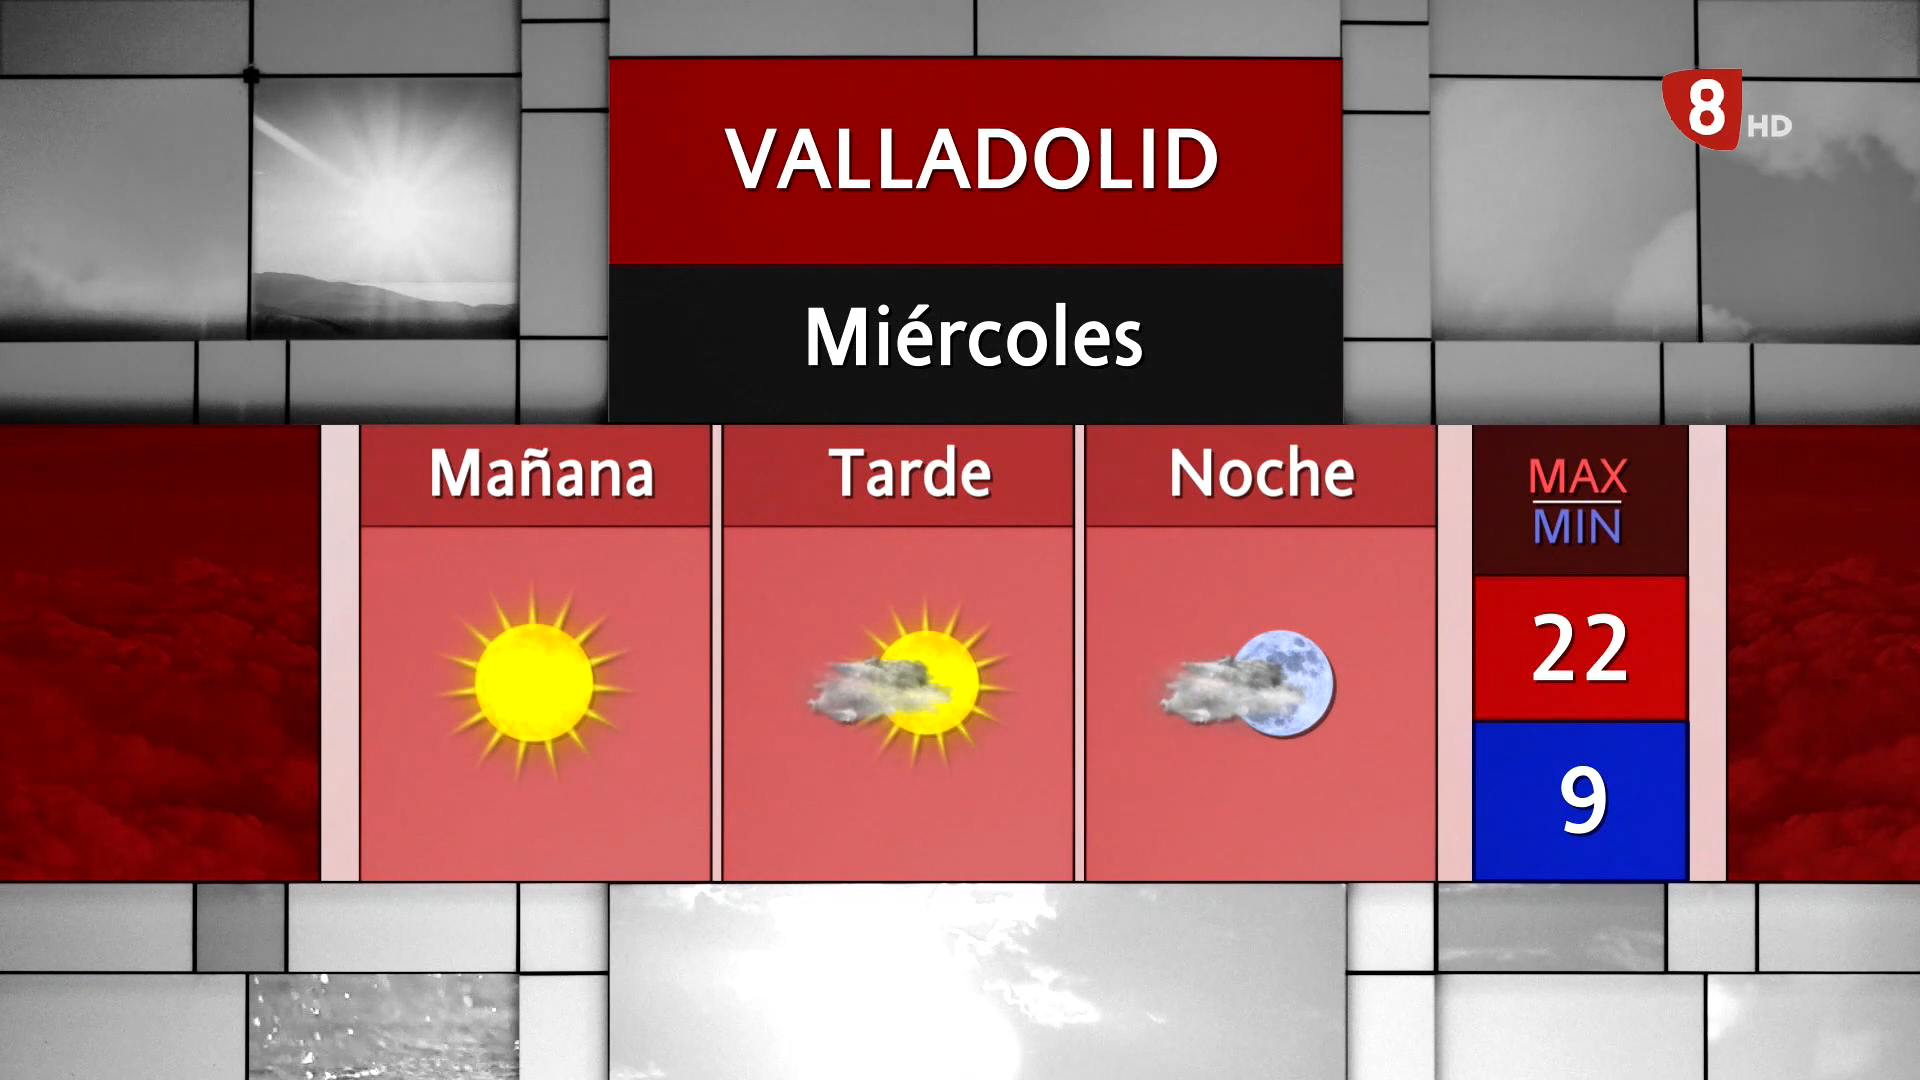 VALLADOLID
8 HD
Miércoles
Mañana
Tarde
Noche
MAX
MIN
22
9